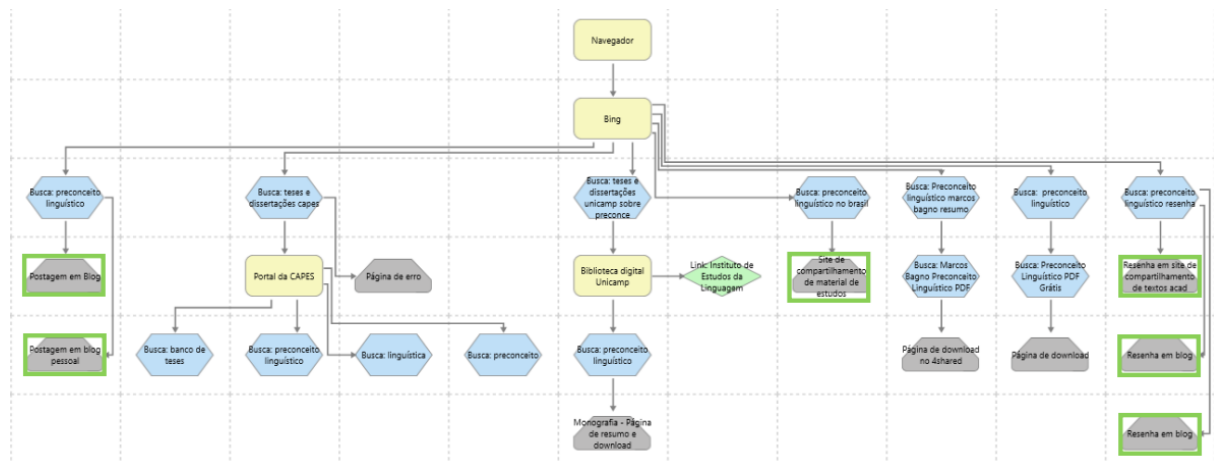 Navegador
Bing
Busca: preconceito
linguístico
Busca: teses e
dissertações capes
Busca: teses e
dissertações
unicamp sobre
preconce
Busca: preconceito
linguístico no brasil
Busca: Preconceito
linguístico marcos
bagno resumo
Busca: preconceito
linguístico
Busca: preconceito
linguístico resenha
Postagem em Blog
Portal da CAPES
Página de erro
Biblioteca digital
Unicamp
Link: Instituto de
Estudos da
Linguagem
Site de
compartilhamento
de material de
estudos
Busca: Marcos
Bagno Preconceito
Linguístico PDF
Busca: Preconceito
Linguístico PDF
Grátis
Resenha em site de
compartilhamento
de textos acad
Postagem em blog
pessoal
Busca: banco de
teses
Busca: preconceito
linguístico
Busca: linguística
Busca: preconceito
Busca: preconceito
linguístico
Página de download
no 4shared
Página de download
Resenha em blog
Monografia - Página
de resumo e
download
Resenha em blog